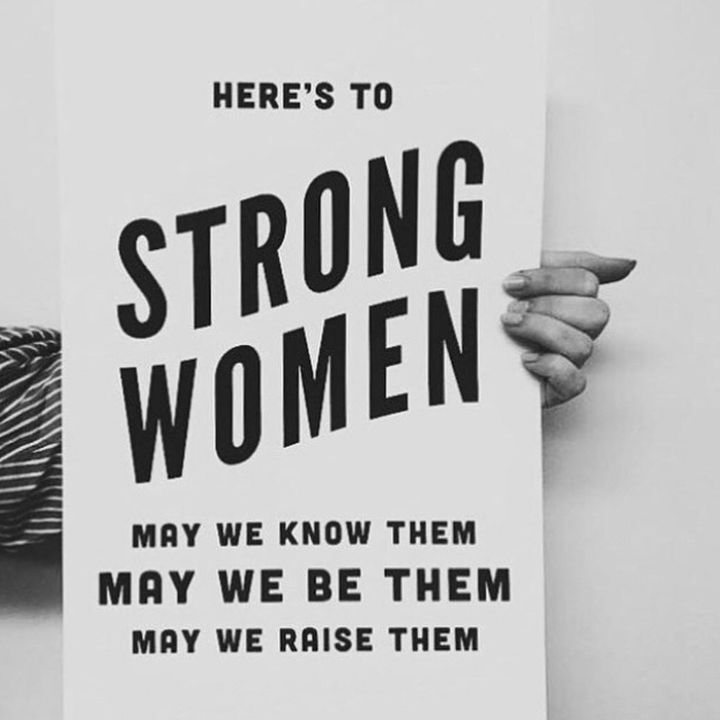 HERE'S TO
STRONG
WOMEN
MAY WE KNOW THEM
MAY WE BE THEM
MAY WE RAISE THEM